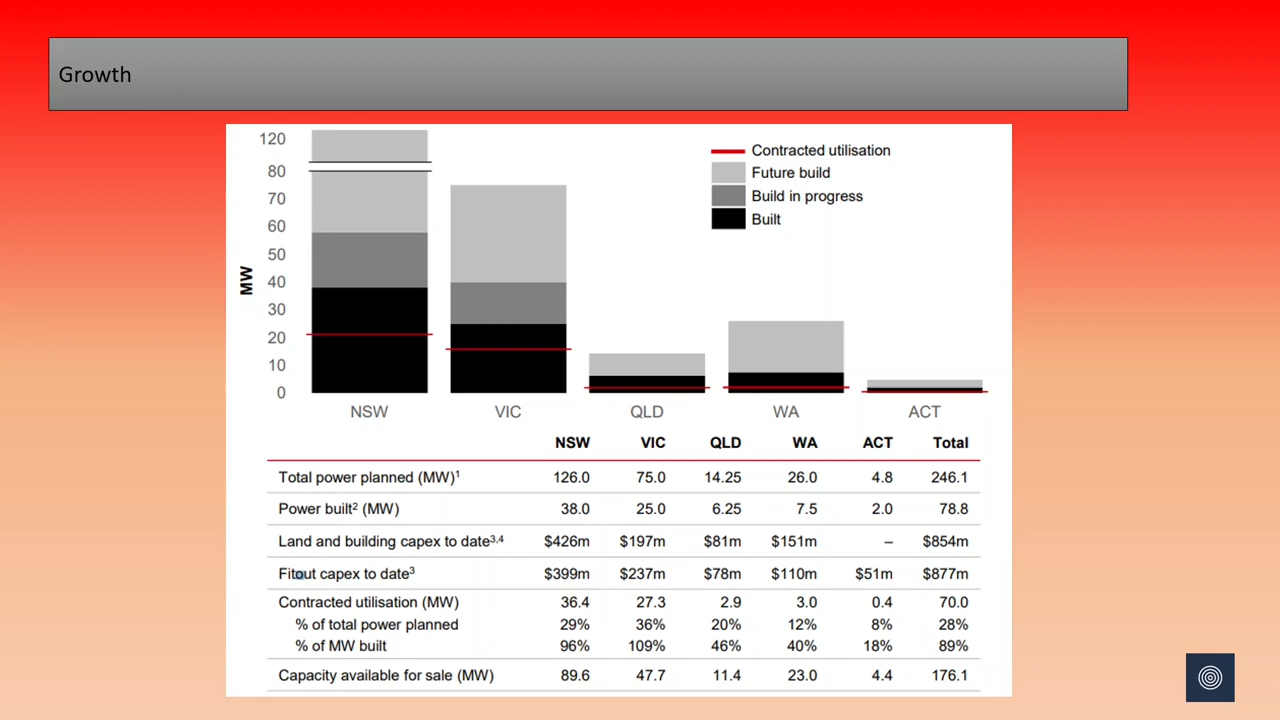 Growth
120
80
70
60
50
40
30
20
10
0
MW
Contracted utilisation
Future build
Build in progress
Built
NSW VIC QLD WA ACT
NSW VIC QLD WA ACT Total
Total power planned (MW)¹ 126.0 75.0 14.25 26.0 4.8 246.1
Power built² (MW) 38.0 25.0 6.25 7.5 2.0 78.8
Land and building capex to date³,⁴ $426m $197m $81m $151m – $854m
Fitout capex to date³ $399m $237m $78m $110m $51m $877m
Contracted utilisation (MW) 36.4 27.3 2.9 3.0 0.4 70.0
% of total power planned 29% 36% 20% 12% 8% 28%
% of MW built 96% 109% 46% 40% 18% 89%
Capacity available for sale (MW) 89.6 47.7 11.4 23.0 4.4 176.1